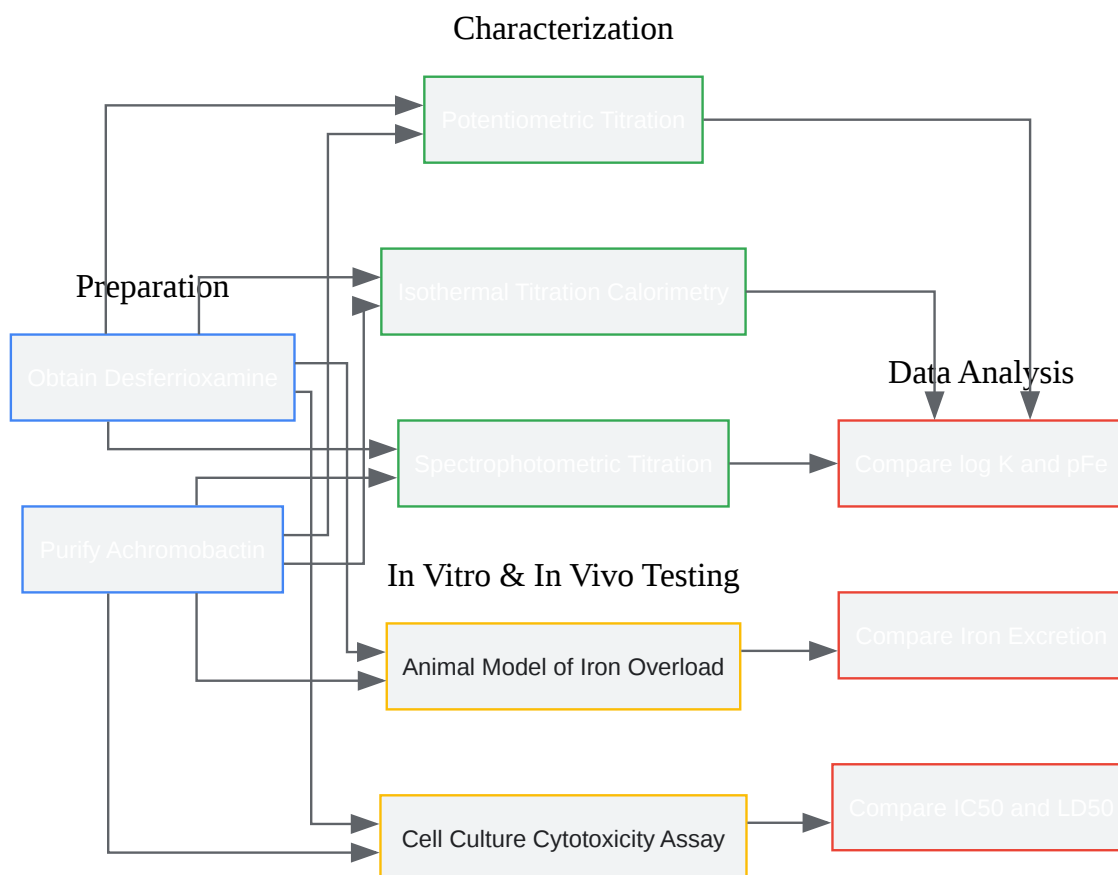 Characterization
Potentiometric Titration
Preparation
Isothermal Titration Calorimetry
Obtain Desferrioxamine
Data Analysis
Spectrophotometric Titration
Compare log K and pFe
Purify Achromobactin
In Vitro & In Vivo Testing
Animal Model of Iron Overload
Compare Iron Excretion
Cell Culture Cytotoxicity Assay
Compare IC50 and LD50